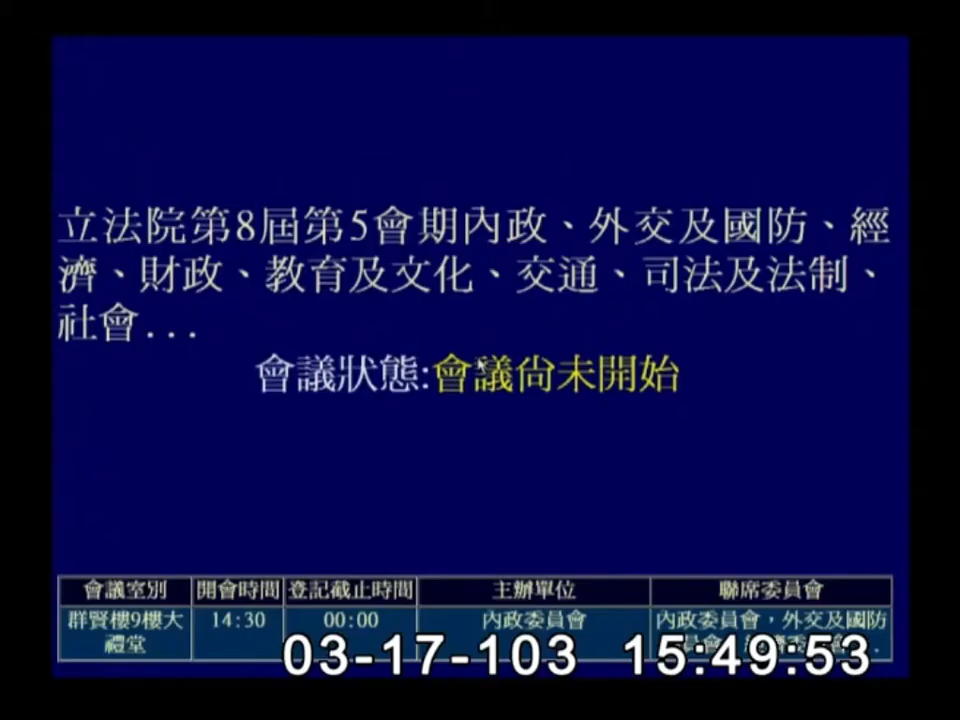 立法院第8屆第5會期內政、外交及國防、經
濟、財政、教育及文化、交通、司法及法制、
社會...
會議狀態:會議尚未開始
會議室別 開會時間 登記截止時間 主辦單位 聯席委員會
群賢樓9樓大 14:30 00:00 內政委員會 內政委員會，外交及國防
禮堂
03-17-103 15:49:53